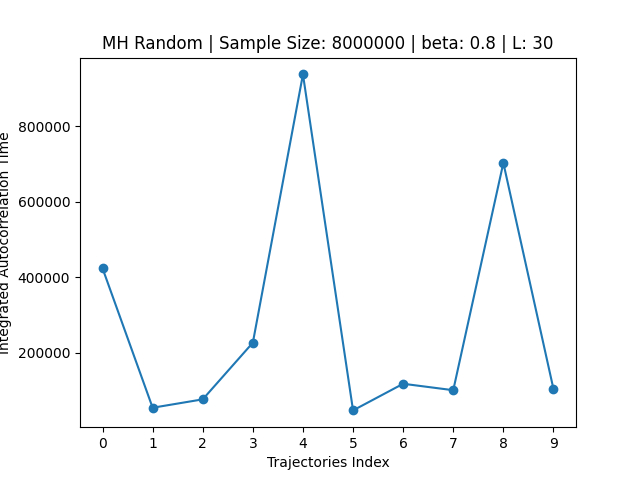 MH Random | Sample Size: 8000000 | beta: 0.8 | L: 30
Integrated Autocorrelation Time
800000
600000
400000
200000
0 1 2 3 4 5 6 7 8 9
Trajectories Index